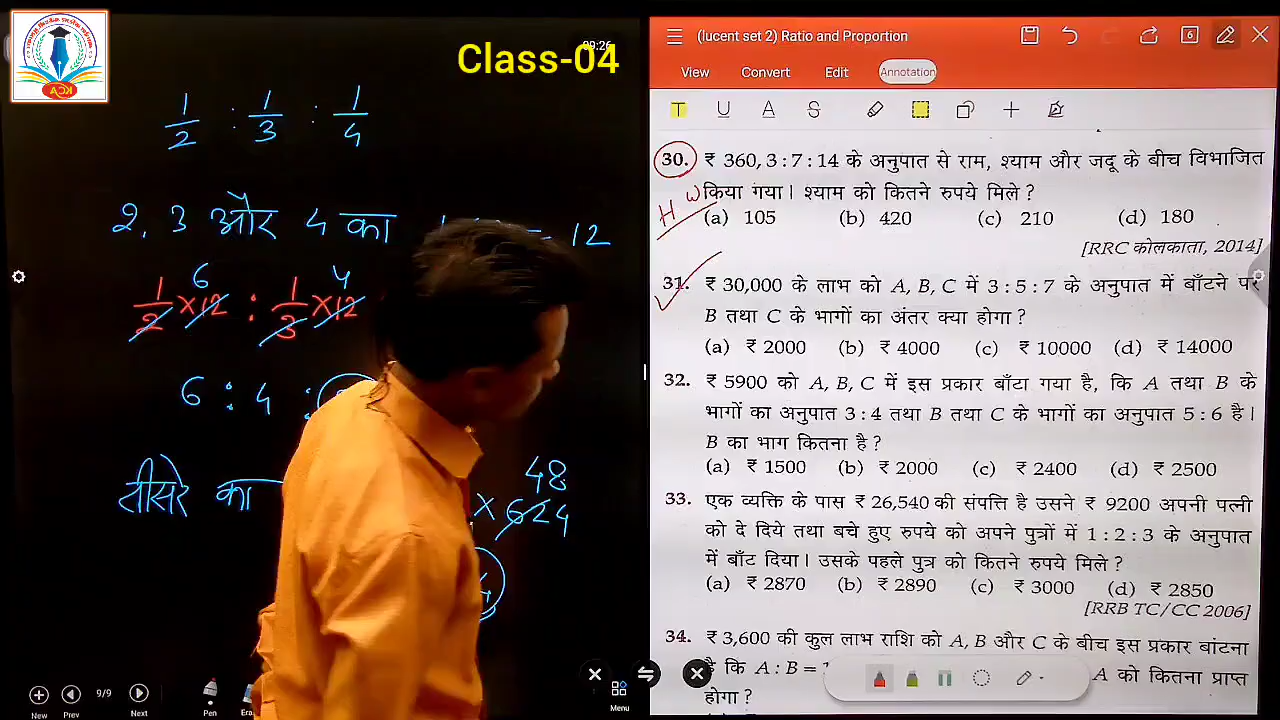 Class-04
09:26
1/2 : 1/3 : 1/4
2, 3 और 4 का 12
1/2 × 12 6 : 1/3 × 12 4
6 : 4 :
तीसरे का
48
× 624
9/9
New Prev Next Pen Menu
(lucent set 2) Ratio and Proportion
6
View Convert Edit Annotation
T U A S
30. ₹ 360, 3 : 7 : 14 के अनुपात से राम, श्याम और जदू के बीच विभाजित
H W किया गया। श्याम को कितने रुपये मिले ?
(a) 105 (b) 420 (c) 210 (d) 180
[RRC कोलकाता, 2014]
31. ₹ 30,000 के लाभ को A, B, C में 3 : 5 : 7 के अनुपात में बाँटने पर
B तथा C के भागों का अंतर क्या होगा ?
(a) ₹ 2000 (b) ₹ 4000 (c) ₹ 10000 (d) ₹ 14000
32. ₹ 5900 को A, B, C में इस प्रकार बाँटा गया है, कि A तथा B के
भागों का अनुपात 3 : 4 तथा B तथा C के भागों का अनुपात 5 : 6 है।
B का भाग कितना है ?
(a) ₹ 1500 (b) ₹ 2000 (c) ₹ 2400 (d) ₹ 2500
33. एक व्यक्ति के पास ₹ 26,540 की संपत्ति है उसने ₹ 9200 अपनी पत्नी
को दे दिये तथा बचे हुए रुपये को अपने पुत्रों में 1 : 2 : 3 के अनुपात
में बाँट दिया। उसके पहले पुत्र को कितने रुपये मिले ?
(a) ₹ 2870 (b) ₹ 2890 (c) ₹ 3000 (d) ₹ 2850
[RRB TC/CC 2006]
34. ₹ 3,600 की कुल लाभ राशि को A, B और C के बीच इस प्रकार बांटना
है कि A : B = A को कितना प्राप्त
होगा ?